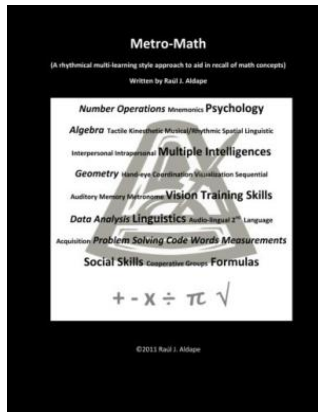 Metro-Math
(A rhythmical multi-learning style approach to aid in recall of math concepts)
Written by Raúl J. Aldape
Number Operations Mnemonics Psychology
Algebra Tactile Kinesthetic Musical/Rhythmic Spatial Linguistic
Interpersonal Intrapersonal Multiple Intelligences
Geometry Hand-eye Coordination Visualization Sequential
Auditory Memory Metronome Vision Training Skills
Data Analysis Linguistics Audio-lingual 2nd Language
Acquisition Problem Solving Code Words Measurements
Social Skills Cooperative Groups Formulas
+ - x ÷ π √
©2011 Raúl J. Aldape